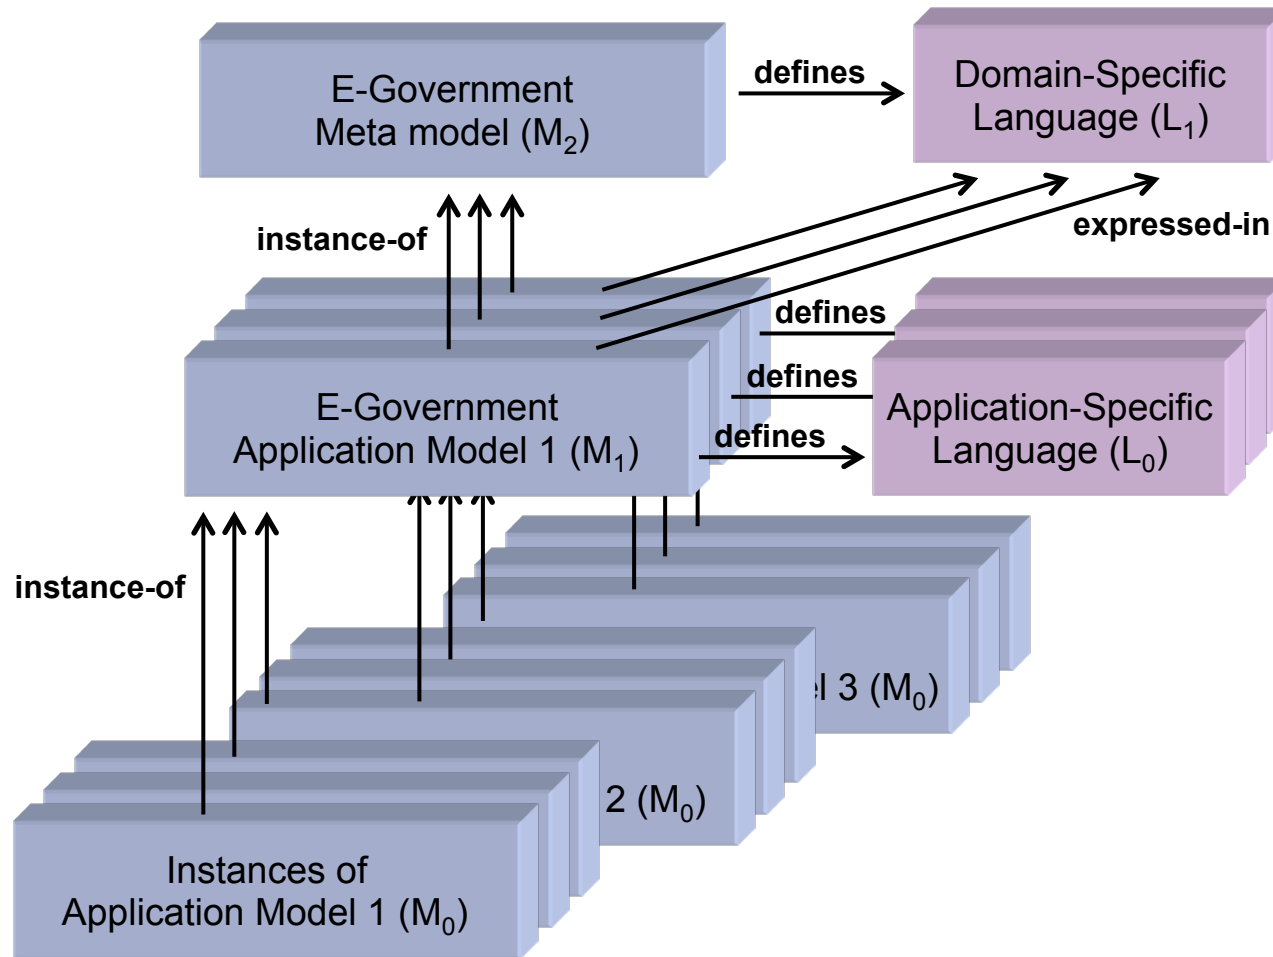 E-Government
Meta model (M₂)
defines
Domain-Specific
Language (L₁)
instance-of
expressed-in
defines
defines
defines
E-Government
Application Model 1 (M₁)
Application-Specific
Language (L₀)
instance-of
3 (M₀)
2 (M₀)
Instances of
Application Model 1 (M₀)